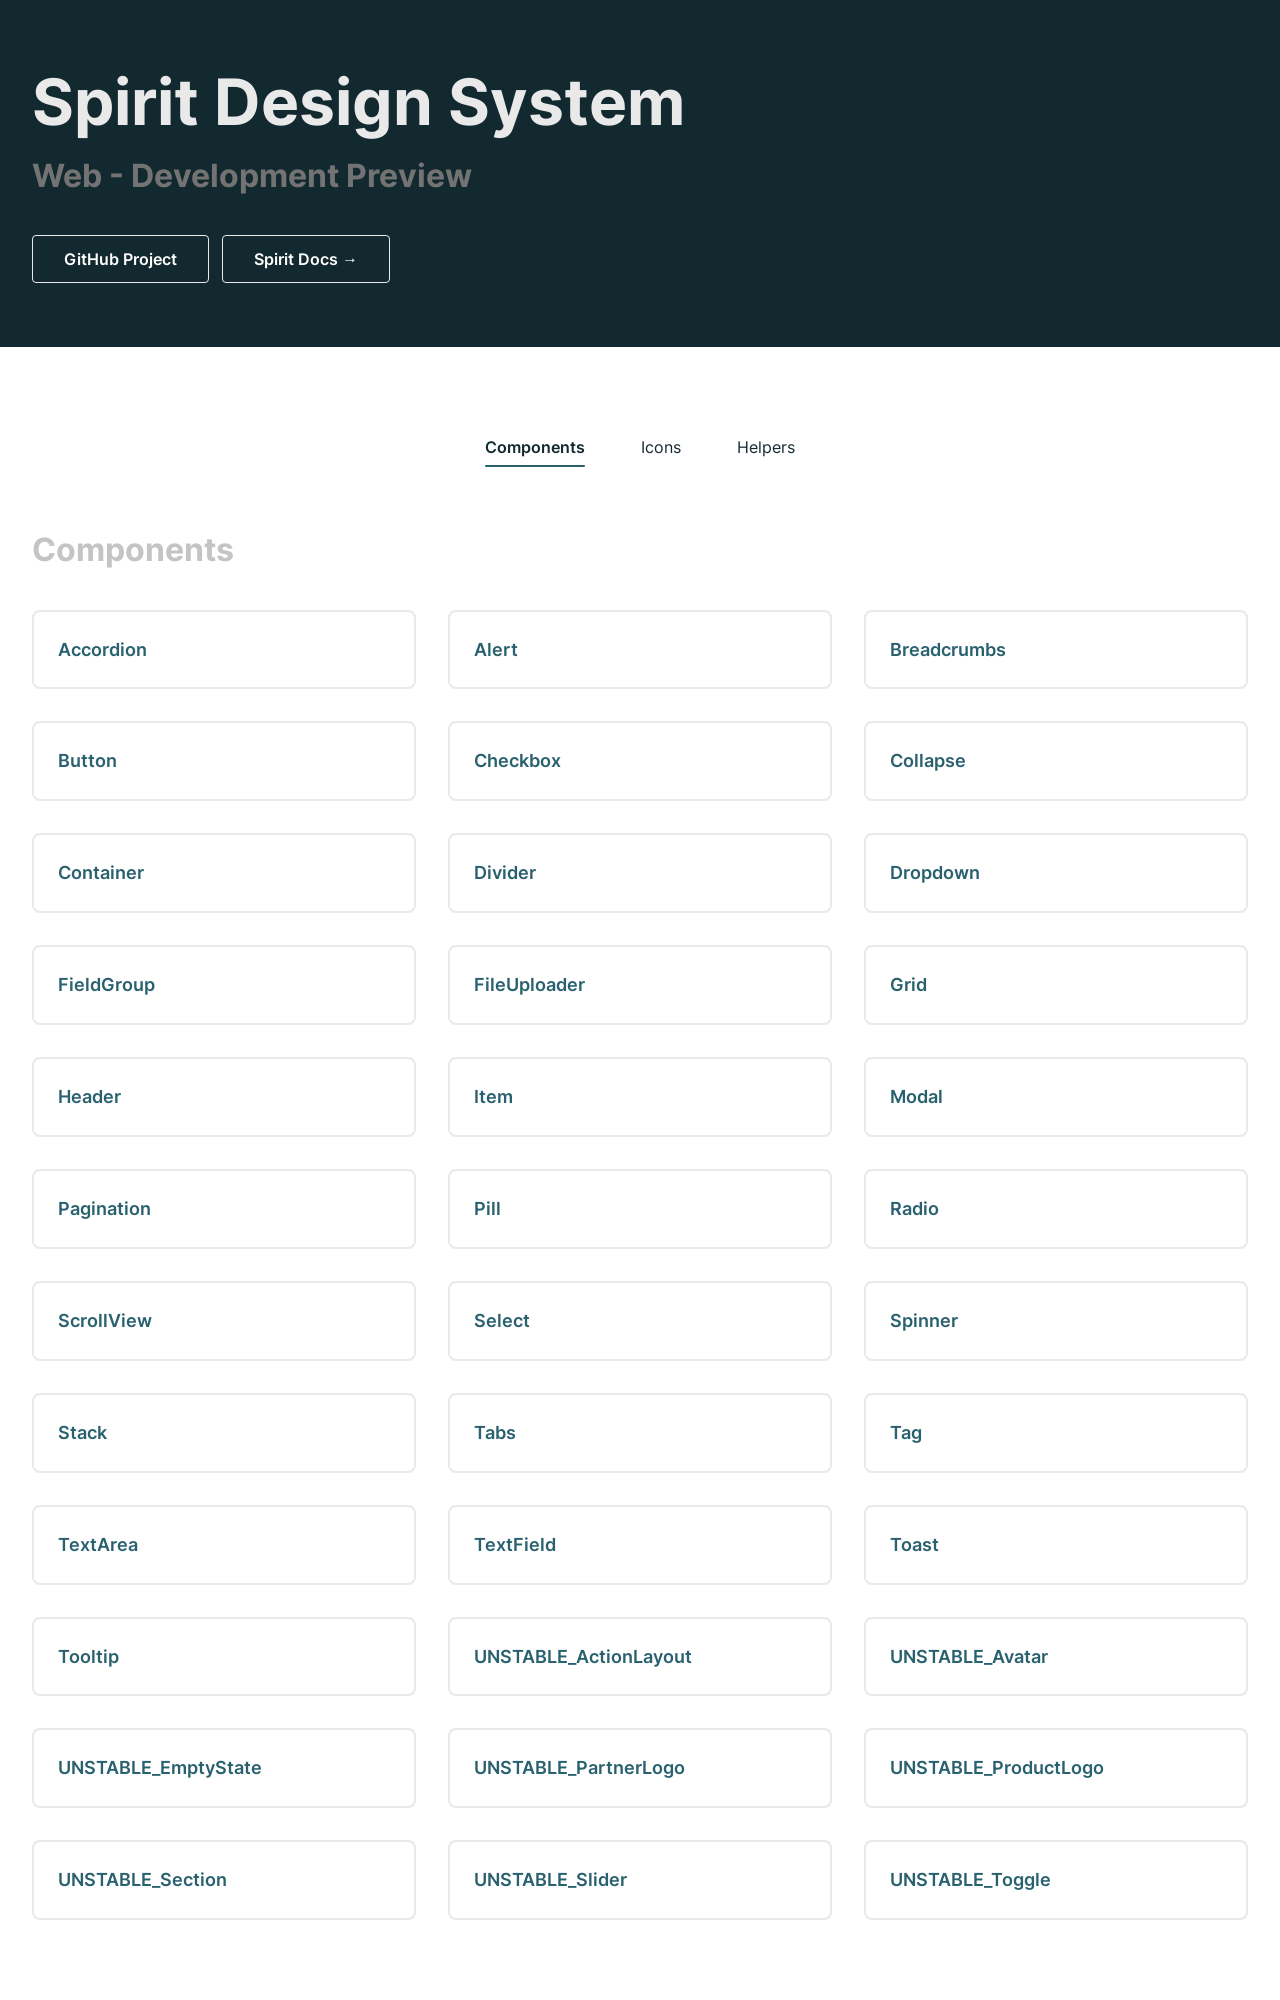 Spirit Design System
Web - Development Preview
GitHub Project
Spirit Docs →
Components Icons Helpers
Components
Accordion
Alert
Breadcrumbs
Button
Checkbox
Collapse
Container
Divider
Dropdown
FieldGroup
FileUploader
Grid
Header
Item
Modal
Pagination
Pill
Radio
ScrollView
Select
Spinner
Stack
Tabs
Tag
TextArea
TextField
Toast
Tooltip
UNSTABLE_ActionLayout
UNSTABLE_Avatar
UNSTABLE_EmptyState
UNSTABLE_PartnerLogo
UNSTABLE_ProductLogo
UNSTABLE_Section
UNSTABLE_Slider
UNSTABLE_Toggle